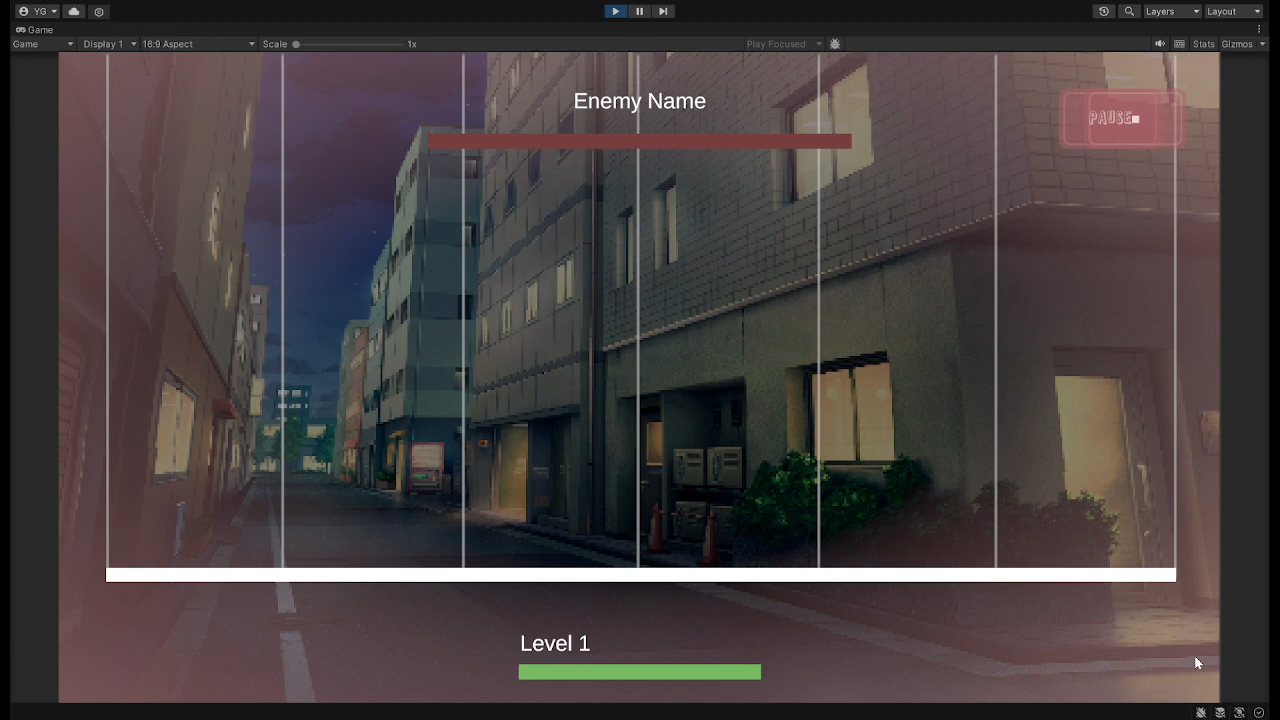 YG
Layers
Layout
Game
Game
Display 1
16:9 Aspect
Scale
1x
Play Focused
Stats
Gizmos
Enemy Name
PAUSE
Level 1